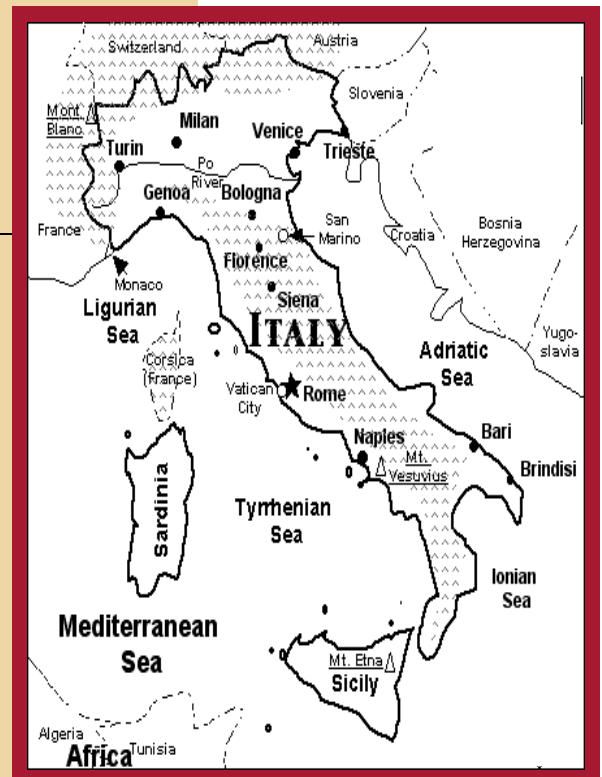 Switzerland
Austria
Slovenia
Mont
Blanc
Milan
Venice
Trieste
Turin
Po
River
Genoa
Bologna
San
Marino
Croatia
Bosnia
Herzegovina
France
Florence
Monaco
Siena
Ligurian
Sea
ITALY
Yugo-
slavia
Adriatic
Sea
Corsica
(France)
Vatican
City
Rome
Naples
Mt.
Vesuvius
Bari
Brindisi
Sardinia
Tyrrhenian
Sea
Ionian
Sea
Mediterranean
Sea
Mt. Etna
Sicily
Algeria
Africa
Tunisia